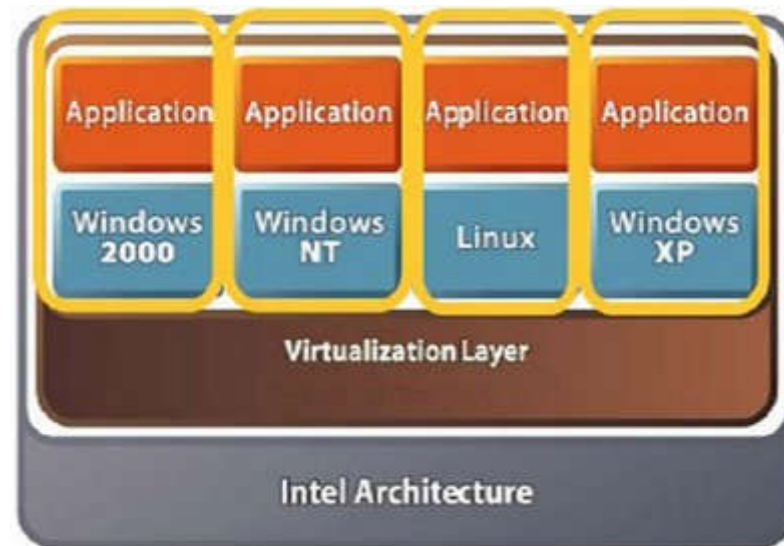 Application Application Application Application
Windows 2000 Windows NT Linux Windows XP
Virtualization Layer
Intel Architecture